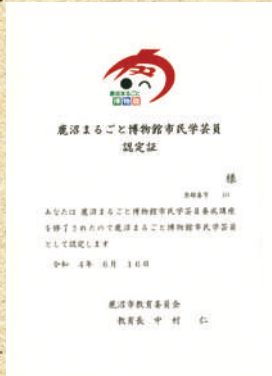 鹿沼まるごと
博物館
鹿沼まるごと博物館市民学芸員
認定証
様
登録番号 10
あなたは 鹿沼まるごと博物館市民学芸員養成講座
を修了されたので鹿沼まるごと博物館市民学芸員
として認定します
令和 4年 6月 16日
鹿沼市教育委員会
教育長 中村 仁